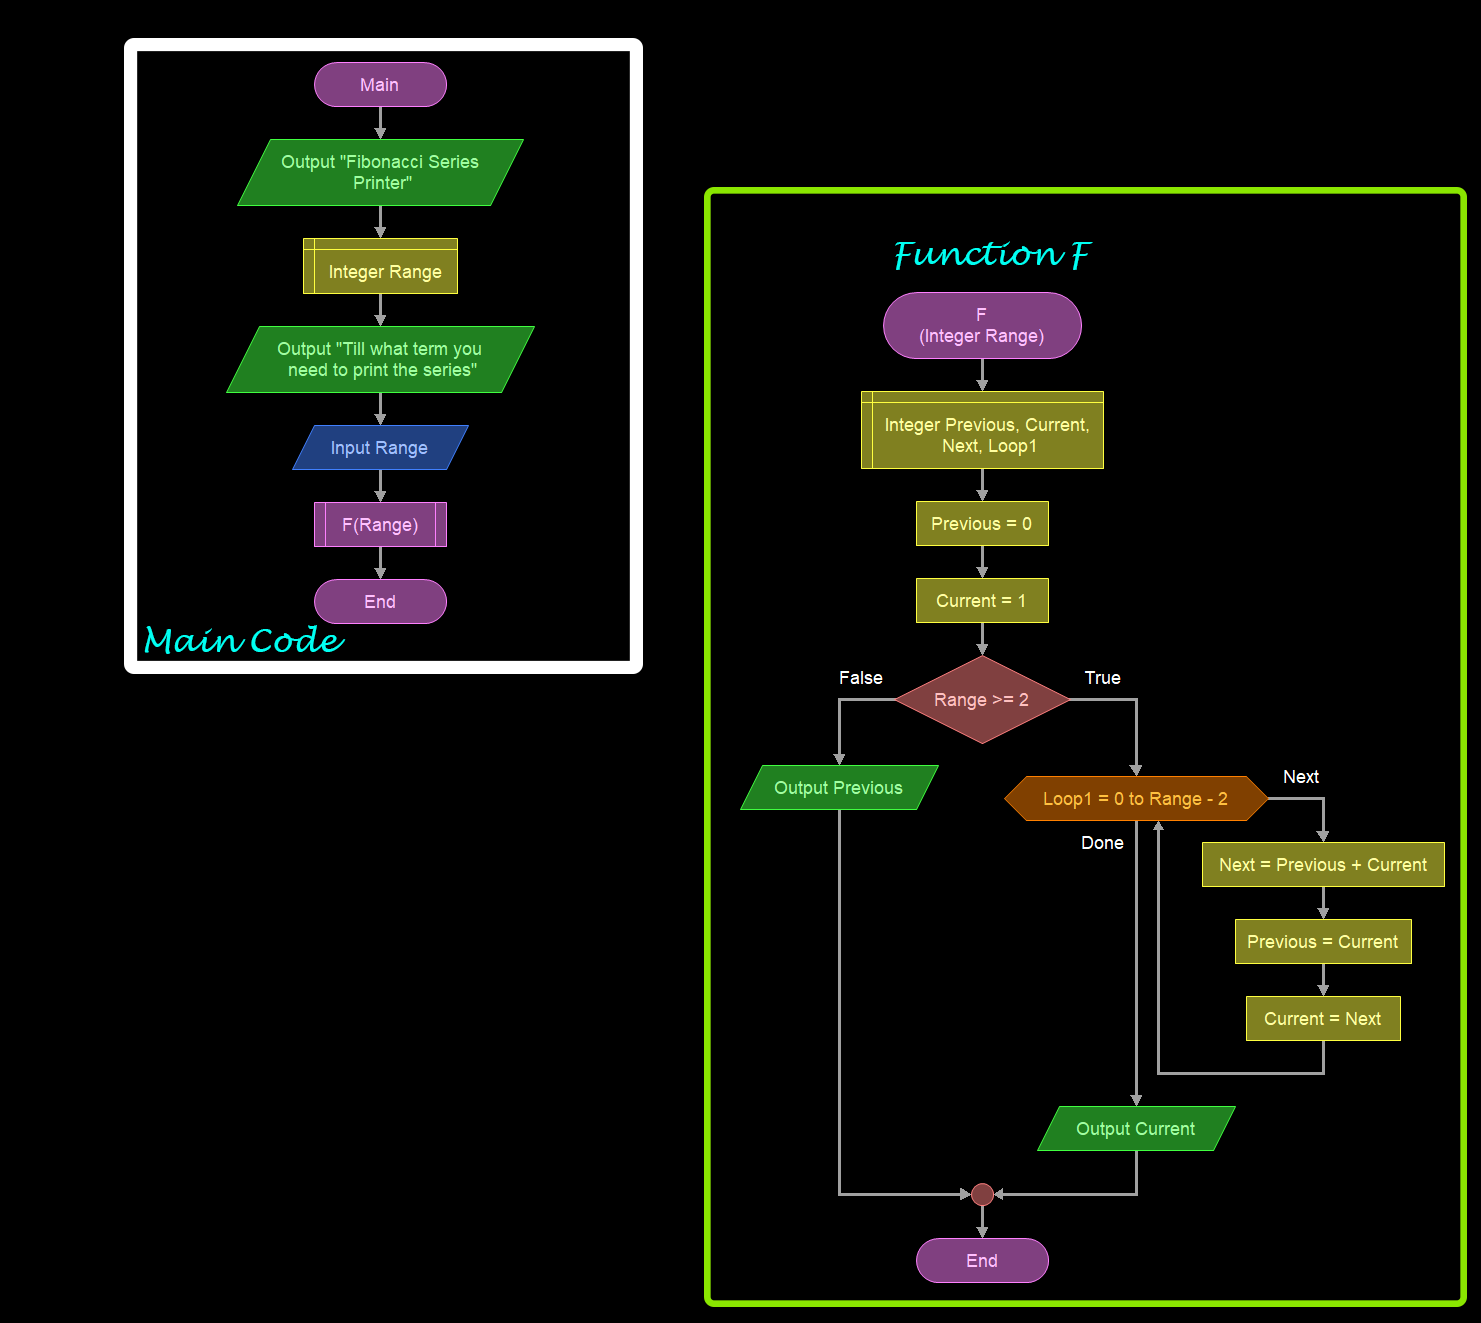 Main
Output "Fibonacci Series
Printer"
Integer Range
Output "Till what term you
need to print the series"
Input Range
F(Range)
End
Main Code
Function F
F
(Integer Range)
Integer Previous, Current,
Next, Loop1
Previous = 0
Current = 1
False
Range >= 2
True
Output Previous
Loop1 = 0 to Range - 2
Next
Done
Next = Previous + Current
Previous = Current
Current = Next
Output Current
End